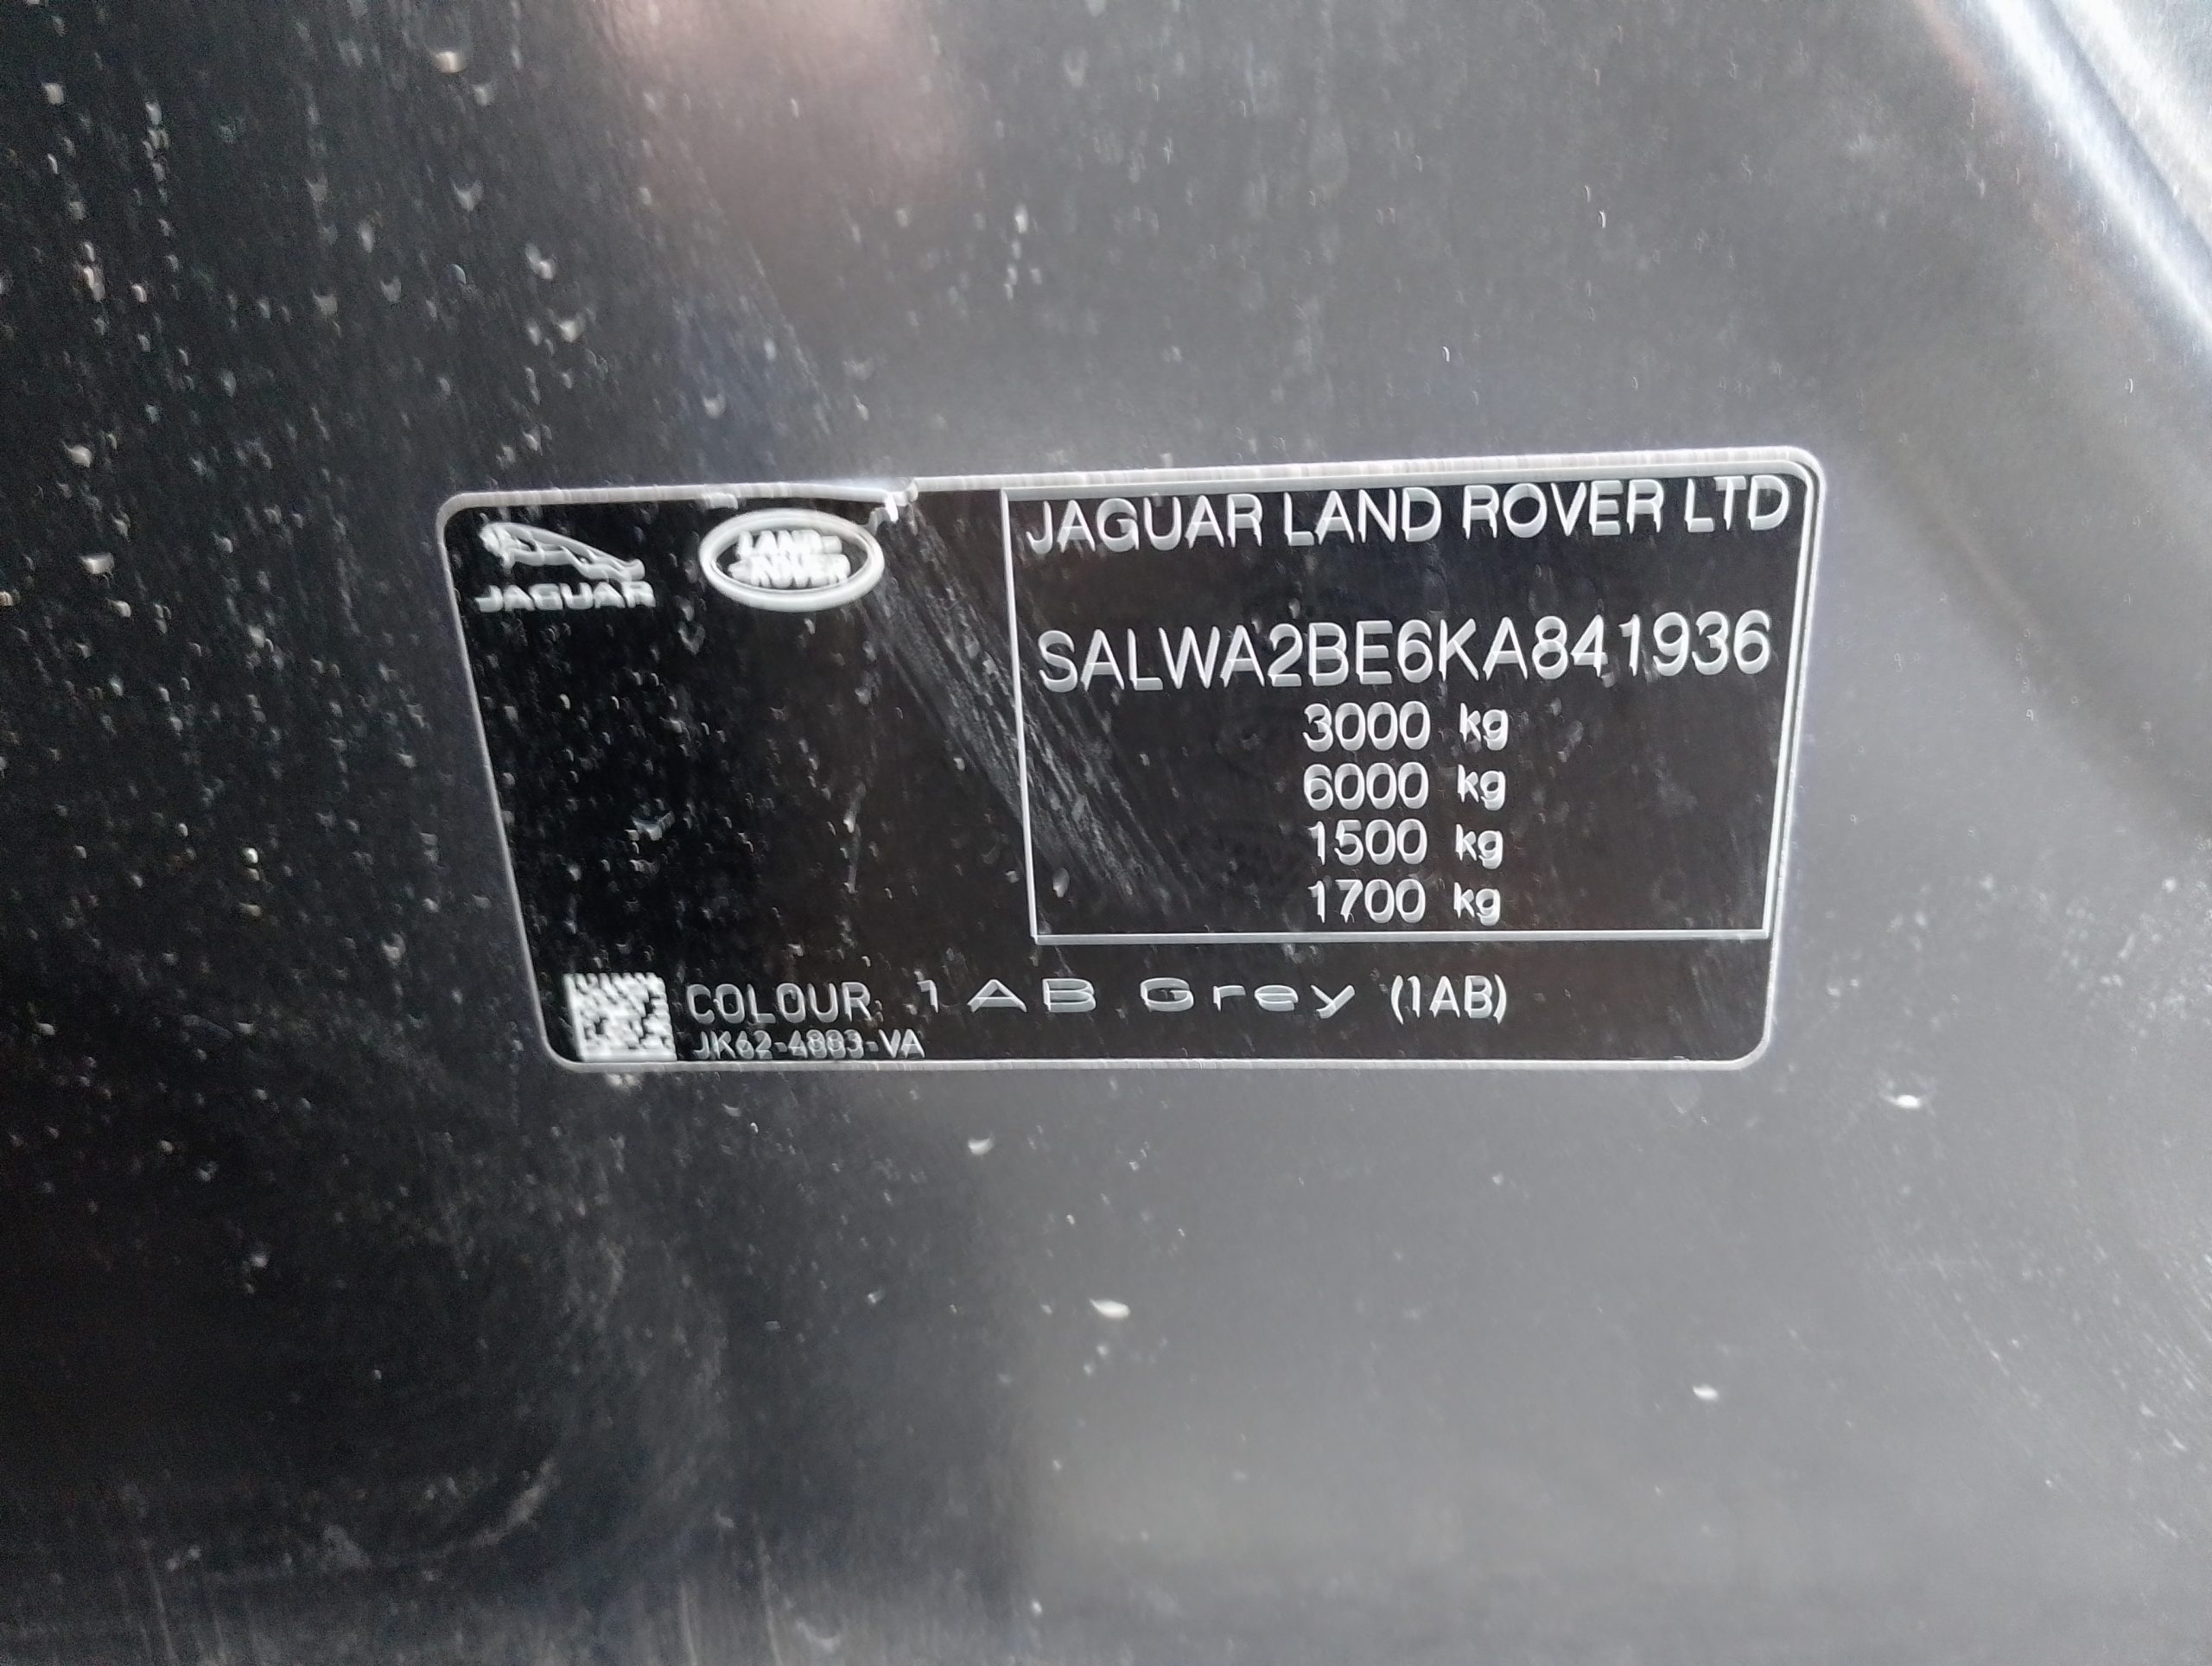 JAGUAR
LAND-
-ROVER
JAGUAR LAND ROVER LTD
SALWA2BE6KA841936
3000 kg
6000 kg
1500 kg
1700 kg
COLOUR: 1AB Grey (1AB)
JK62-4883-VA